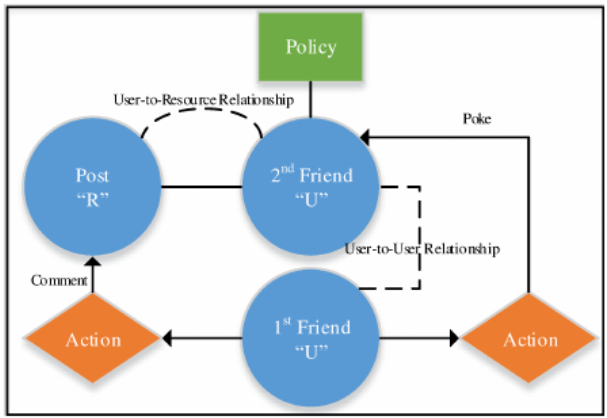 Policy
User-to-Resource Relationship
Poke
Post
“R”
2nd Friend
“U”
User-to-User Relationship
Comment
Action
1st Friend
“U”
Action